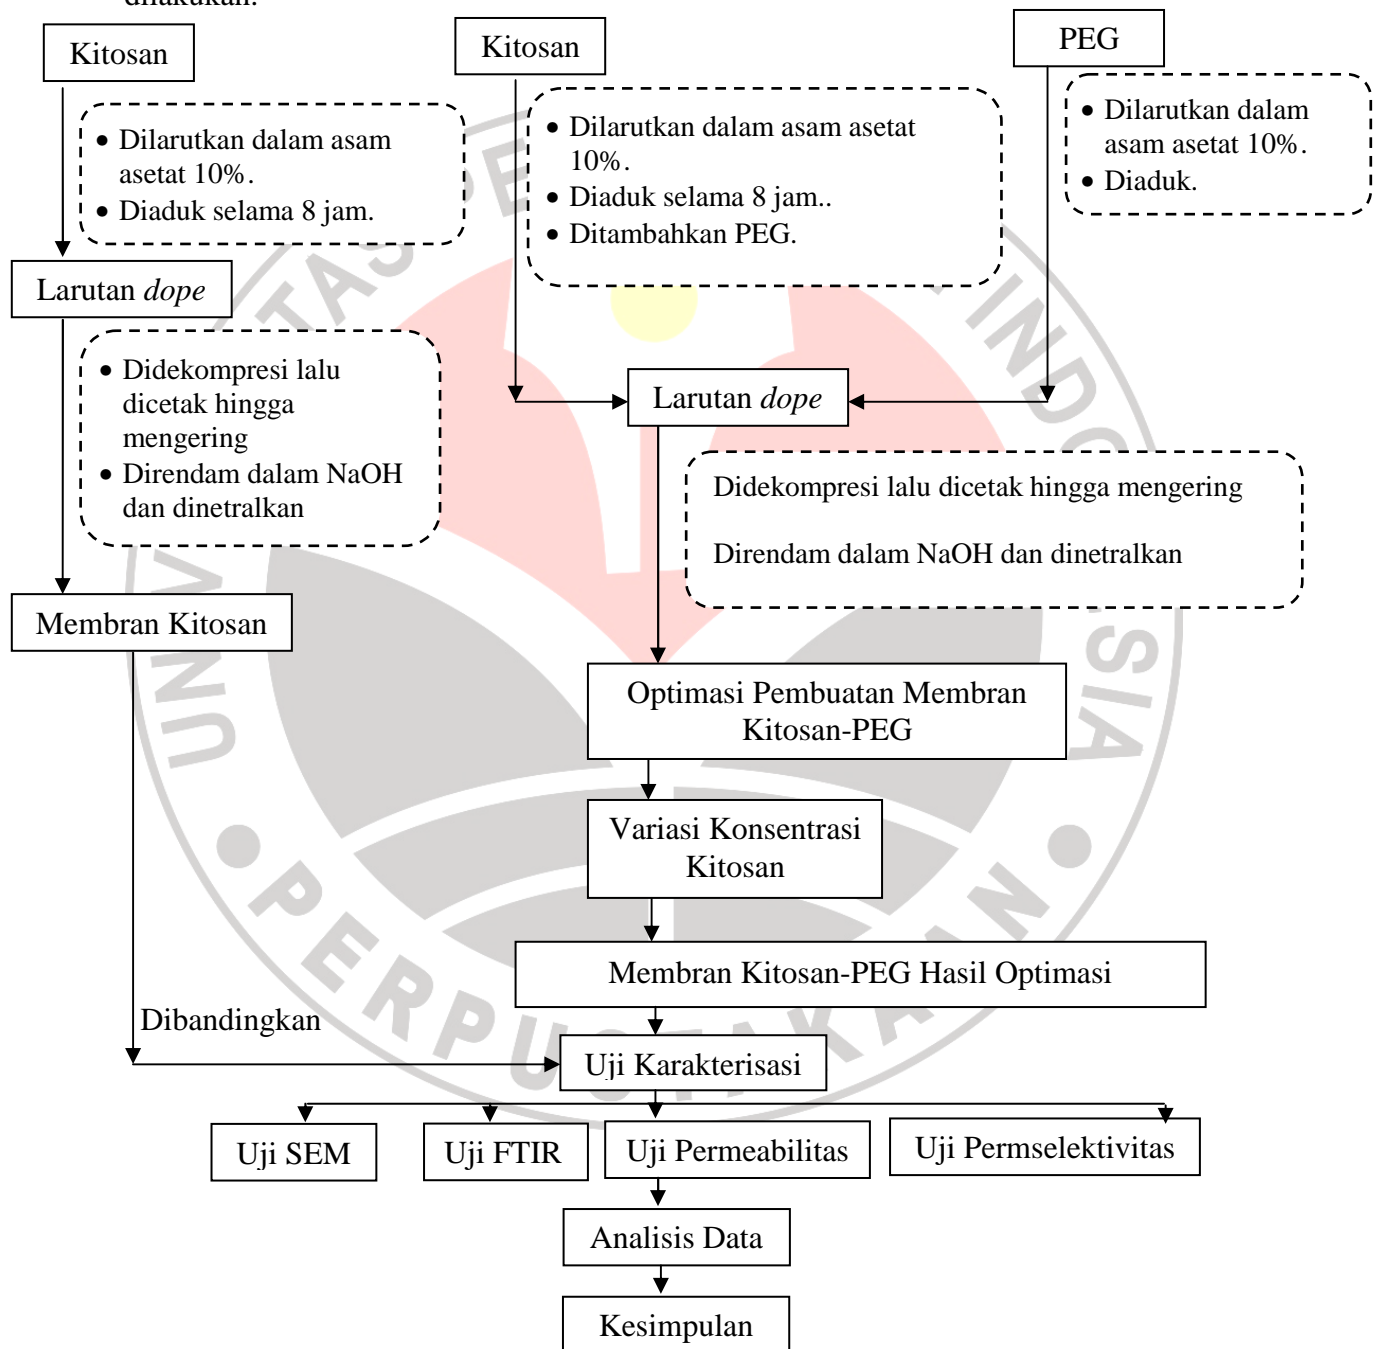 dilakukan.
Kitosan
Kitosan
PEG
• Dilarutkan dalam asam
asetat 10%.
• Diaduk selama 8 jam.
• Dilarutkan dalam asam asetat
10%.
• Diaduk selama 8 jam..
• Ditambahkan PEG.
• Dilarutkan dalam
asam asetat 10%.
• Diaduk.
Larutan dope
• Didekompresi lalu
dicetak hingga
mengering
• Direndam dalam NaOH
dan dinetralkan
Larutan dope
Didekompresi lalu dicetak hingga mengering
Direndam dalam NaOH dan dinetralkan
Membran Kitosan
Optimasi Pembuatan Membran
Kitosan-PEG
Variasi Konsentrasi
Kitosan
Membran Kitosan-PEG Hasil Optimasi
Dibandingkan
Uji Karakterisasi
Uji SEM
Uji FTIR
Uji Permeabilitas
Uji Permselektivitas
Analisis Data
Kesimpulan
PERPUSTAKAAN